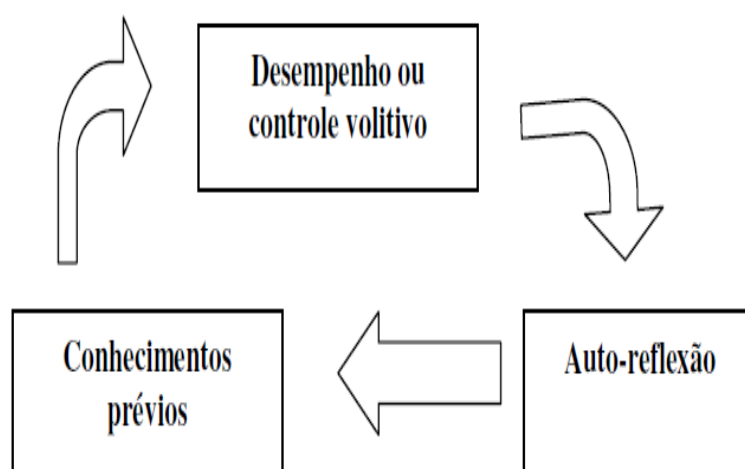 Desempenho ou
controle volitivo
Conhecimentos
prévios
Auto-reflexão